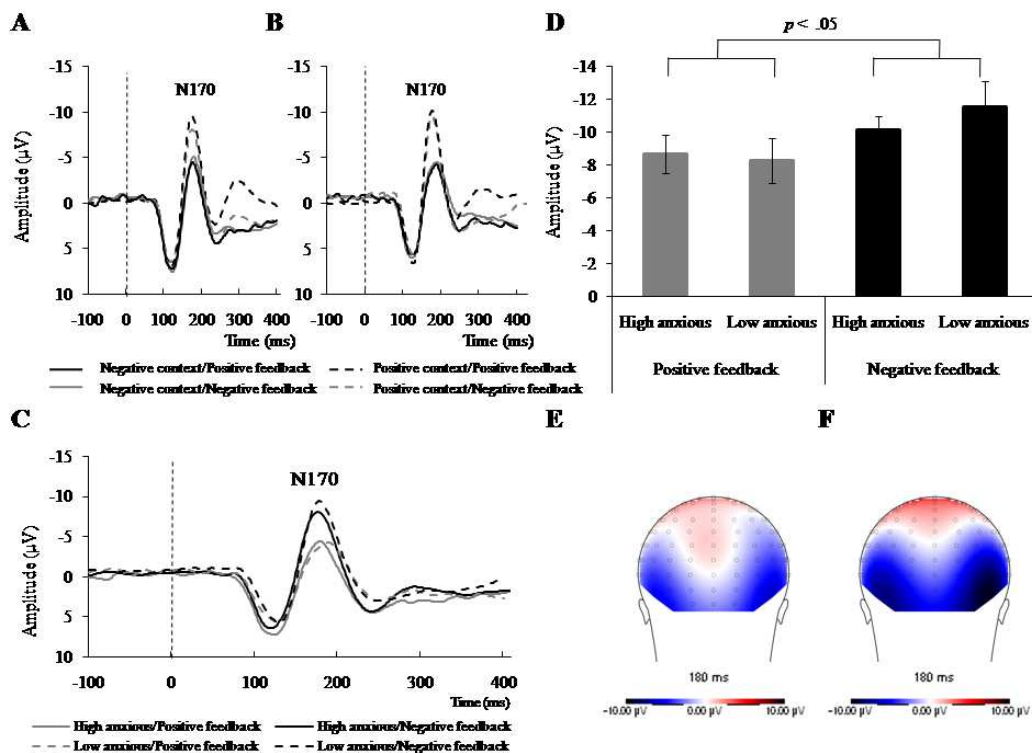 A
-15
-10
-5
0
5
10
Amplitude (μV)
N170
-100 0 100 200 300 400
Time (ms)
B
-15
-10
-5
0
5
10
N170
-100 0 100 200 300 400
Time (ms)
Negative context/Positive feedback
Positive context/Positive feedback
Negative context/Negative feedback
Positive context/Negative feedback
D
p < .05
-14
-12
-10
-8
-6
-4
-2
0
Amplitude (μV)
High anxious Low anxious High anxious Low anxious
Positive feedback Negative feedback
C
-15
-10
-5
0
5
10
Amplitude (μV)
N170
-100 0 100 200 300 400
Time (ms)
High anxious/Positive feedback
High anxious/Negative feedback
Low anxious/Positive feedback
Low anxious/Negative feedback
E
180 ms
-10.00 μV 0.00 μV 10.00 μV
F
180 ms
-10.00 μV 0.00 μV 10.00 μV